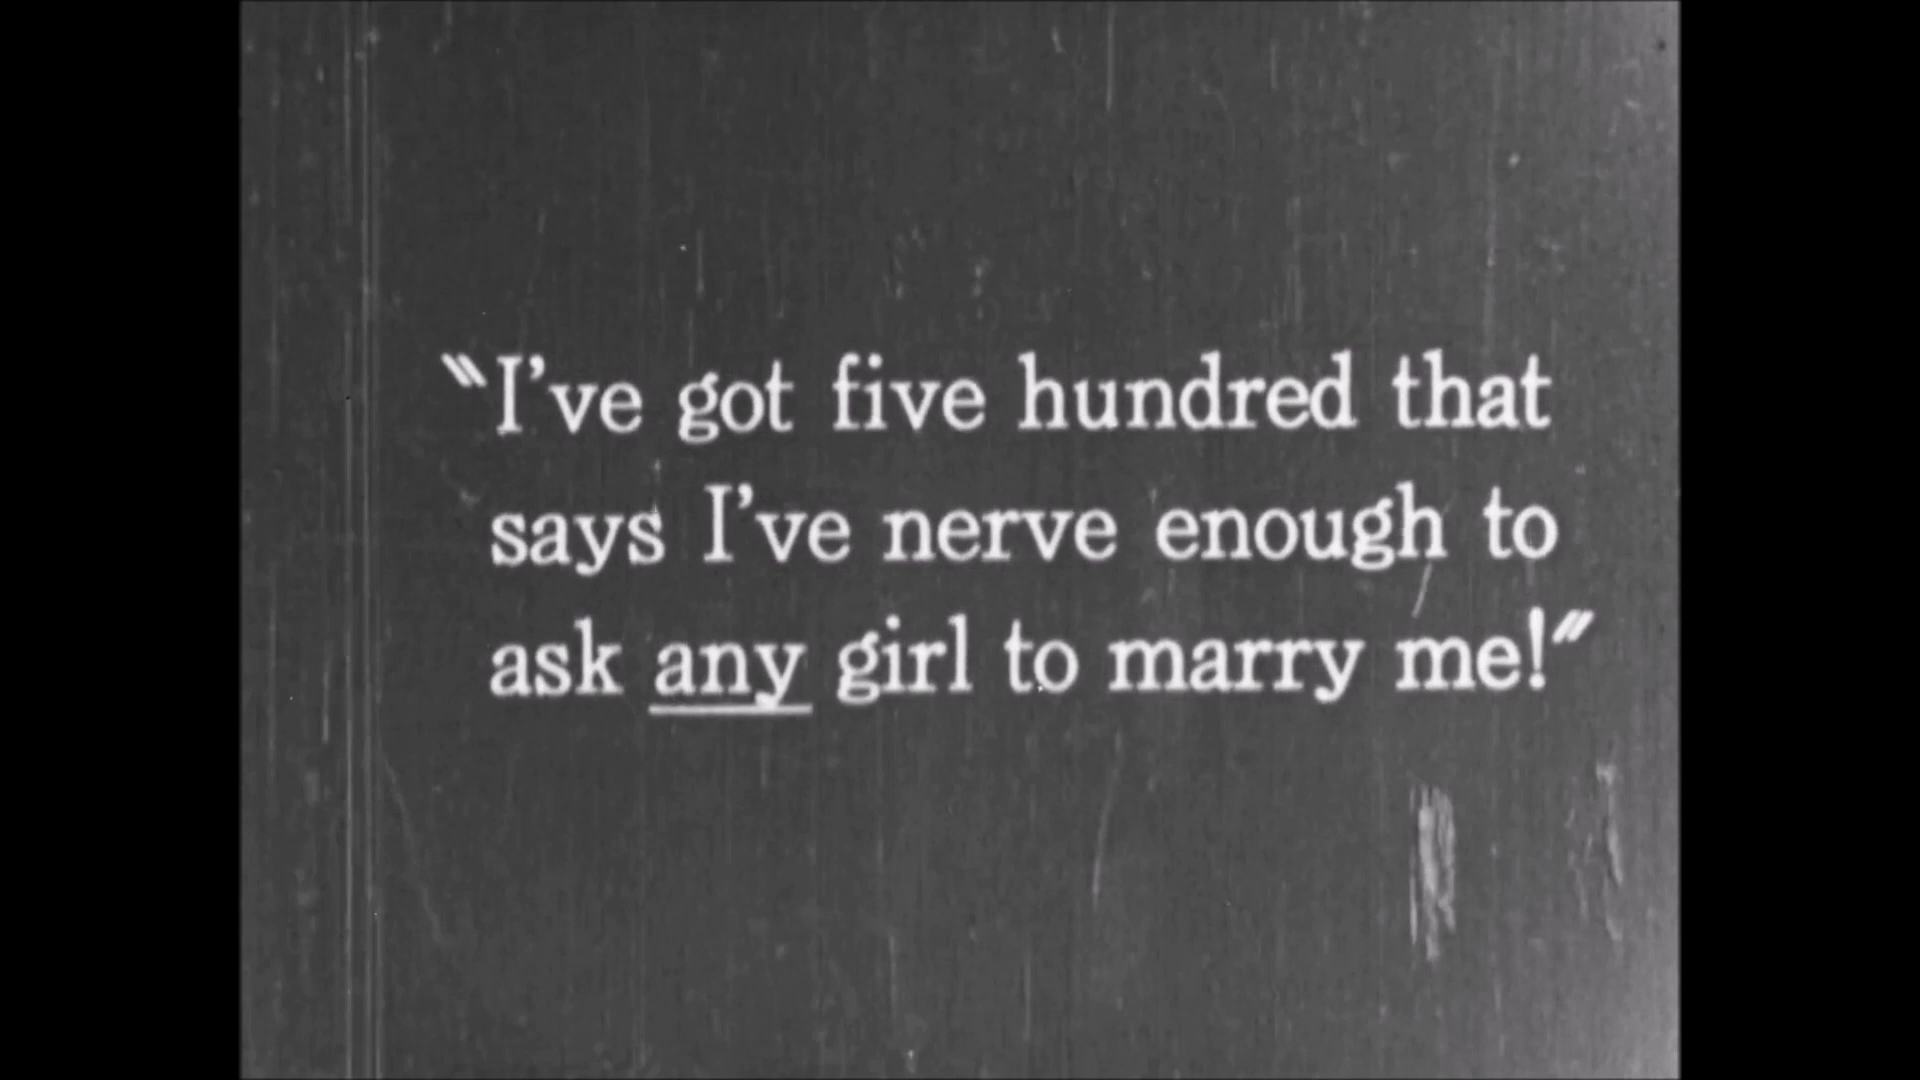 "I've got five hundred that
says I've nerve enough to
ask any girl to marry me!"